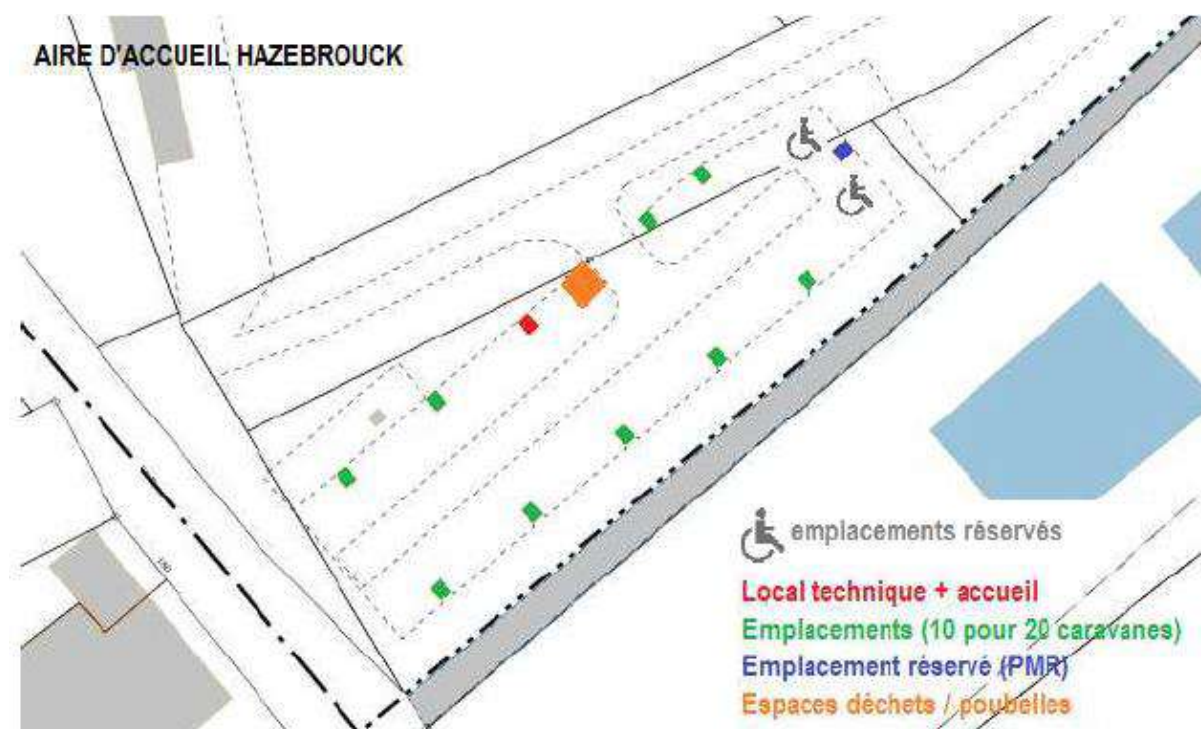 AIRE D'ACCUEIL HAZEBROUCK
emplacements réservés
Local technique + accueil
Emplacements (10 pour 20 caravanes)
Emplacement réservé (PMR)
Espaces déchets / poubelles